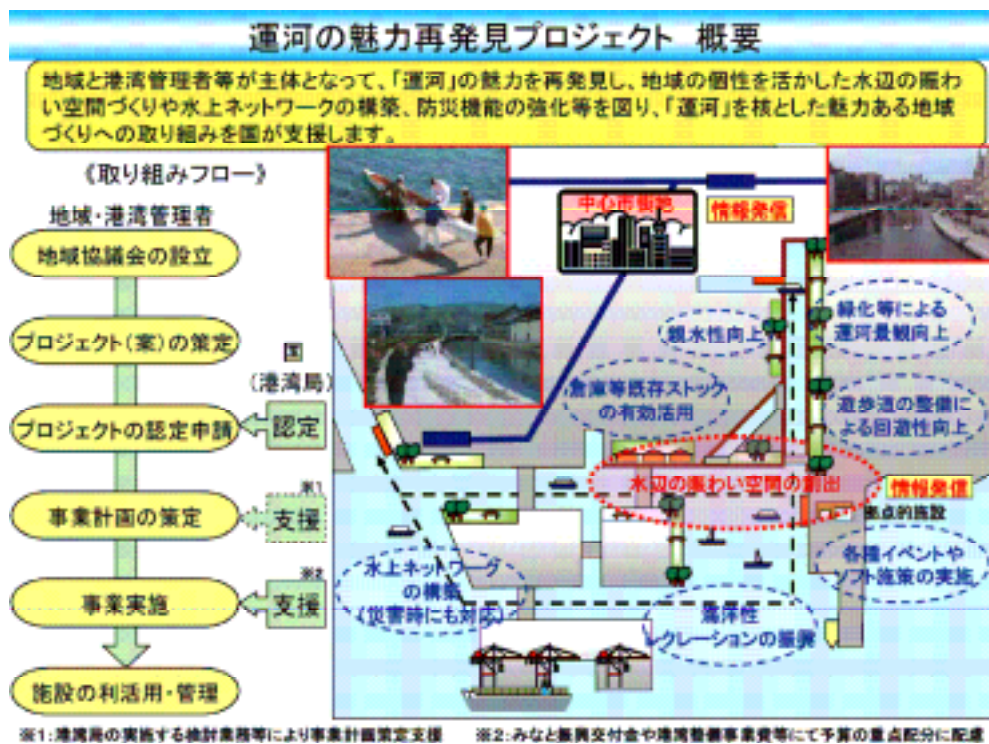 運河の魅力再発見プロジェクト 概要
地域と港湾管理者等が主体となって、「運河」の魅力を再発見し、地域の個性を活かした水辺の賑わ
い空間づくりや水上ネットワークの構築、防災機能の強化等を図り、「運河」を核とした魅力ある地域
づくりへの取り組みを国が支援します。
《取り組みフロー》
地域・港湾管理者
地域協議会の設立
プロジェクト(案)の策定
国
(港湾局)
プロジェクトの認定申請
認定
※1
事業計画の策定
支援
※2
事業実施
支援
施設の利活用・管理
中心市街地
情報発信
親水性向上
緑化等による
運河景観向上
倉庫等既存ストック
の有効活用
遊歩道の整備に
よる回遊性向上
水辺の賑わい空間の創出
情報発信
拠点的施設
水上ネットワーク
の構築
(災害時にも対応)
各種イベントや
ソフト施策の実施
海洋性
レクレーションの振興
※1:港湾局の実施する検討業務等により事業計画策定支援
※2:みなと振興交付金や港湾整備事業費等にて予算の重点配分に配慮